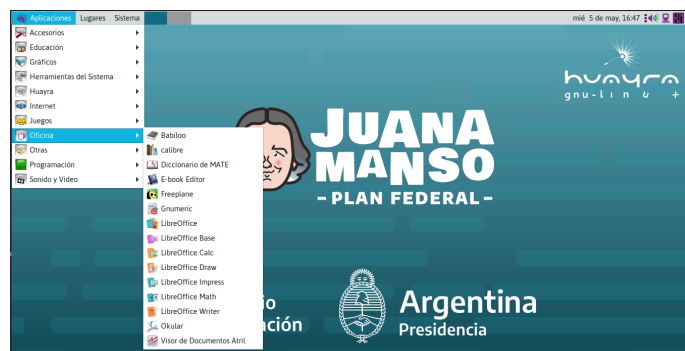 Aplicaciones Lugares Sistema
mié 5 de may, 16:47
Accesorios
Educación
Gráficos
Herramientas del Sistema
Huayra
Internet
Juegos
Oficina
Otras
Programación
Sonido y Video
Babiloo
calibre
Diccionario de MATE
E-book Editor
Freeplane
Gnumeric
LibreOffice
LibreOffice Base
LibreOffice Calc
LibreOffice Draw
LibreOffice Impress
LibreOffice Math
LibreOffice Writer
Okular
Visor de Documentos Atril
huayra
gnu-linux +
JUANA
MANSO
- PLAN FEDERAL -
io
ación
Argentina
Presidencia